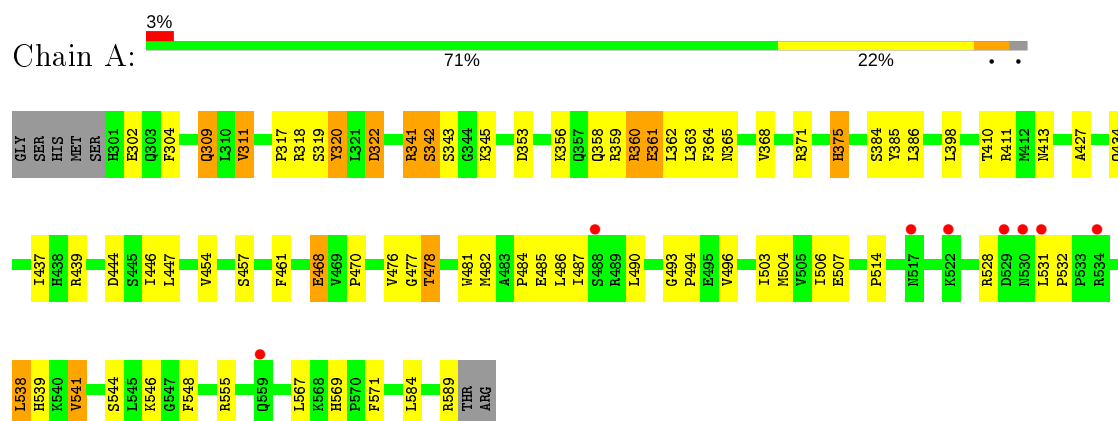 3%
Chain A:
71% 22% • •
GLY SER HIS MET SER H301 E302 Q303 F304 Q309 L310 V311 P317 R318 S319 Y320 L321 D322 R341 S342 S343 G344 K345 D353 K356 Q357 Q358 R359 R360 E361 L362 L363 F364 N365 V368 R371 H375 S384 Y385 L386 L398 T410 R411 M412 N413 A427
I437 H438 R439 D444 S445 I446 L447 V454 S457 F461 E468 V469 P470 V476 G477 T478 W481 M482 A483 P484 E485 L486 I487 S488 R489 L490 G493 P494 E495 V496 I503 M504 V505 I506 E507 P514 N517 K522 R528 D529 N530 L531 P532 P533 R534
L538 H539 K540 V541 S544 L545 K546 G547 F548 R555 Q559 L567 K568 H569 P570 F571 L584 R589 THR ARG